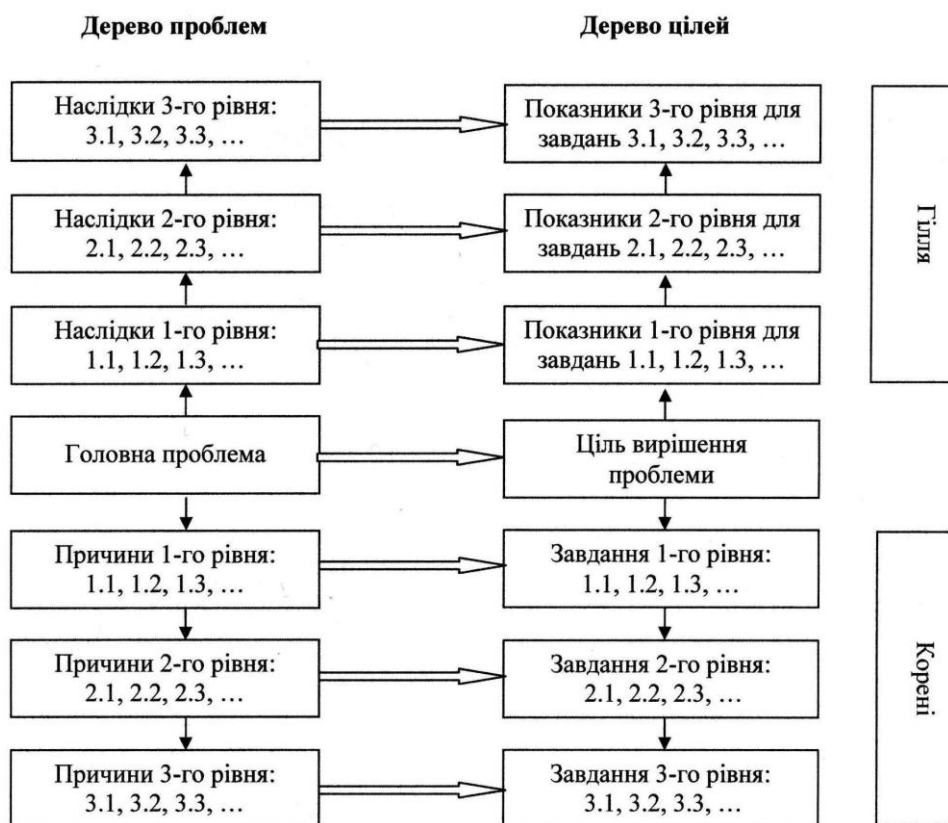 Дерево проблем
Дерево цілей
Наслідки 3-го рівня:
3.1, 3.2, 3.3, …
Показники 3-го рівня для
завдань 3.1, 3.2, 3.3, …
Наслідки 2-го рівня:
2.1, 2.2, 2.3, …
Показники 2-го рівня для
завдань 2.1, 2.2, 2.3, …
Наслідки 1-го рівня:
1.1, 1.2, 1.3, …
Показники 1-го рівня для
завдань 1.1, 1.2, 1.3, …
Гілля
Головна проблема
Ціль вирішення
проблеми
Причини 1-го рівня:
1.1, 1.2, 1.3, …
Завдання 1-го рівня:
1.1, 1.2, 1.3, …
Причини 2-го рівня:
2.1, 2.2, 2.3, …
Завдання 2-го рівня:
2.1, 2.2, 2.3, …
Причини 3-го рівня:
3.1, 3.2, 3.3, …
Завдання 3-го рівня:
3.1, 3.2, 3.3, …
Корені